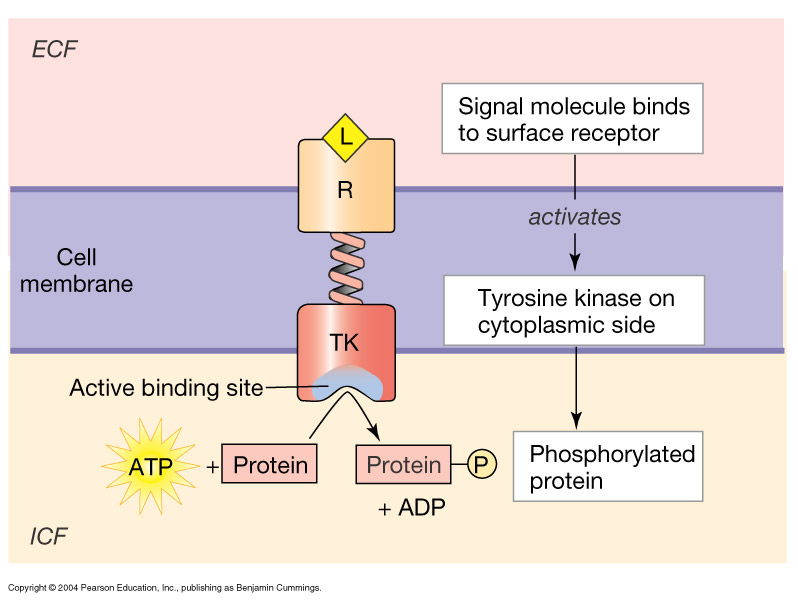 ECF
Signal molecule binds
to surface receptor
L
R
activates
Cell
membrane
Tyrosine kinase on
cytoplasmic side
TK
Active binding site
ATP
+
Protein
Protein
P
+ ADP
Phosphorylated
protein
ICF
Copyright © 2004 Pearson Education, Inc., publishing as Benjamin Cummings.